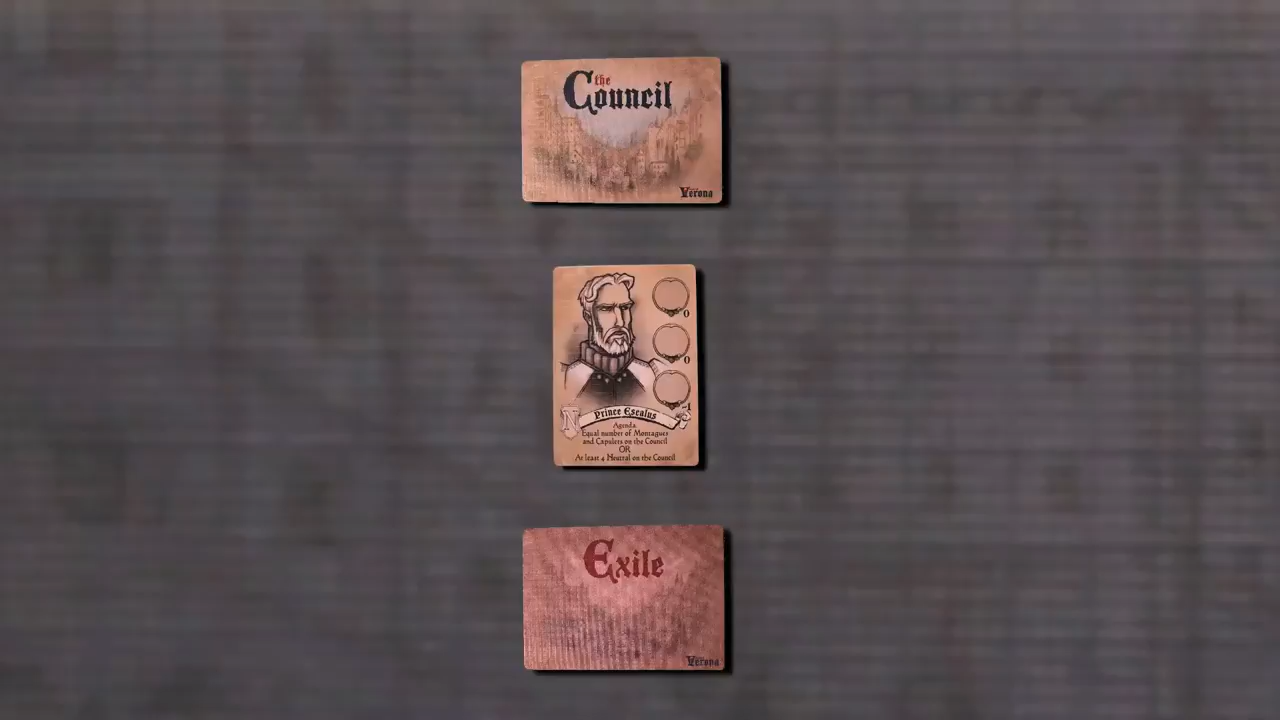 the
Council
Verona
0
0
-1
N
Prince Escalus
Agenda
Equal number of Montagues
and Capulets on the Council
OR
At least 4 Neutral on the Council
Exile
Verona